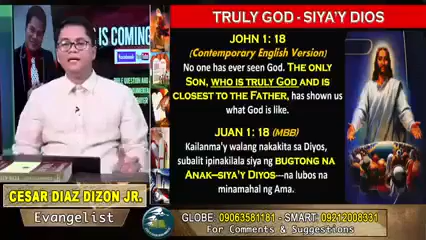 IS COMING
TRULY GOD - SIYA'Y DIOS
JOHN 1: 18
(Contemporary English Version)
No one has ever seen God. THE ONLY
SON, WHO IS TRULY GOD AND IS
CLOSEST TO THE FATHER, has shown us
what God is like.
JUAN 1: 18 (MBB)
Kailanma'y walang nakakita sa Diyos,
subalit ipinakilala siya ng BUGTONG NA
ANAK--SIYA'Y DIYOS---na lubos na
minamahal ng Ama.
CESAR DIAZ DIZON JR.
Evangelist
GLOBE: 09063581181 - SMART: 09212008331
For Comments & Suggestions